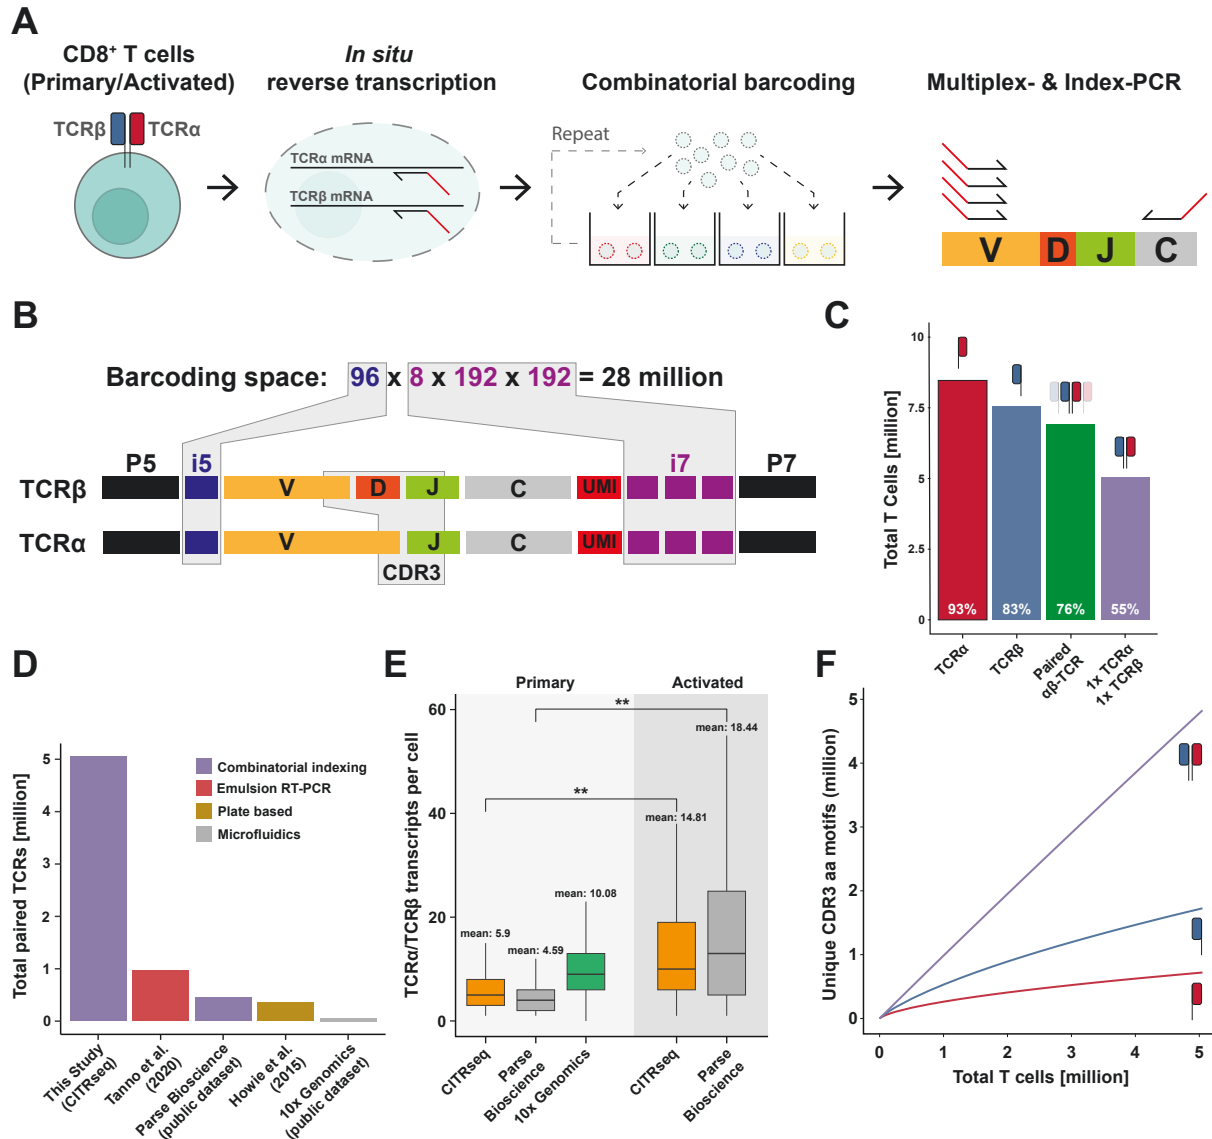 A
CD8⁺ T cells
(Primary/Activated)
In situ
reverse transcription
Combinatorial barcoding
Multiplex- & Index-PCR
TCRβ
TCRα
TCRα mRNA
TCRβ mRNA
Repeat
V D J C
B
Barcoding space: 96 x 8 x 192 x 192 = 28 million
P5 i5 i7 P7
TCRβ V D J C UMI
TCRα V J C UMI
CDR3
C
Total T Cells [million]
10
7.5
5
2.5
0
93% 83% 76% 55%
TCRα
TCRβ
Paired
αβ-TCR
1x TCRα
1x TCRβ
D
Total paired TCRs [million]
5
4
3
2
1
0
Combinatorial indexing
Emulsion RT-PCR
Plate based
Microfluidics
This Study
(CITRseq)
Tanno et al.
(2020)
Parse Bioscience
(public dataset)
Howie et al.
(2015)
10x Genomics
(public dataset)
E
Primary Activated
TCRα/TCRβ transcripts per cell
60
40
20
0
**
**
mean: 5.9
mean: 4.59
mean: 10.08
mean: 14.81
mean: 18.44
CITRseq
Parse
Bioscience
10x Genomics
CITRseq
Parse
Bioscience
F
Unique CDR3 aa motifs (million)
5
4
3
2
1
0
0 1 2 3 4 5
Total T cells [million]